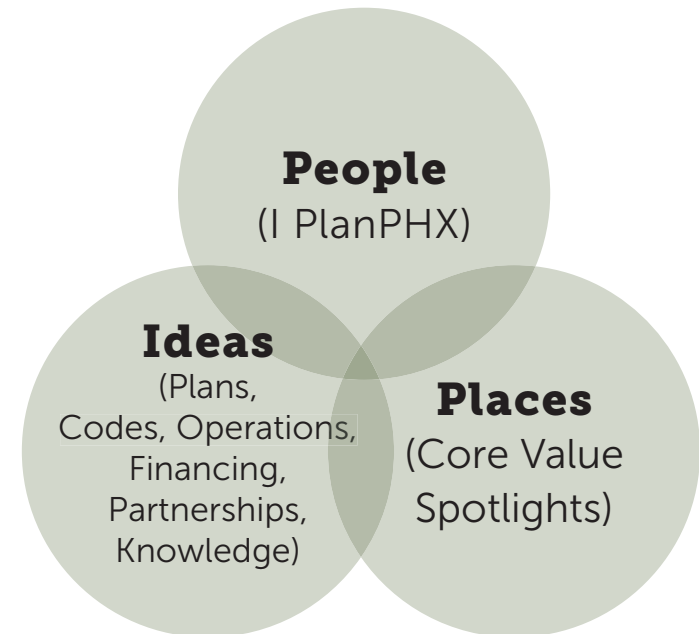 People
(I PlanPHX)
Ideas
(Plans,
Codes, Operations,
Financing,
Partnerships,
Knowledge)
Places
(Core Value
Spotlights)